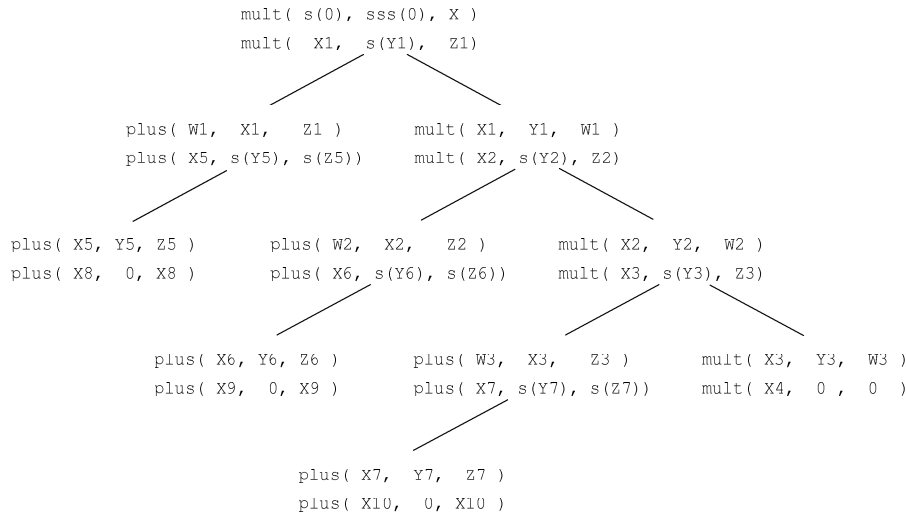 mult( s(0), sss(0), X )
mult( X1, s(Y1), Z1)
plus( W1, X1, Z1 ) mult( X1, Y1, W1 )
plus( X5, s(Y5), s(Z5)) mult( X2, s(Y2), Z2)
plus( X5, Y5, Z5 ) plus( W2, X2, Z2 ) mult( X2, Y2, W2 )
plus( X8, 0, X8 ) plus( X6, s(Y6), s(Z6)) mult( X3, s(Y3), Z3)
plus( X6, Y6, Z6 ) plus( W3, X3, Z3 ) mult( X3, Y3, W3 )
plus( X9, 0, X9 ) plus( X7, s(Y7), s(Z7)) mult( X4, 0 , 0 )
plus( X7, Y7, Z7 )
plus( X10, 0, X10 )